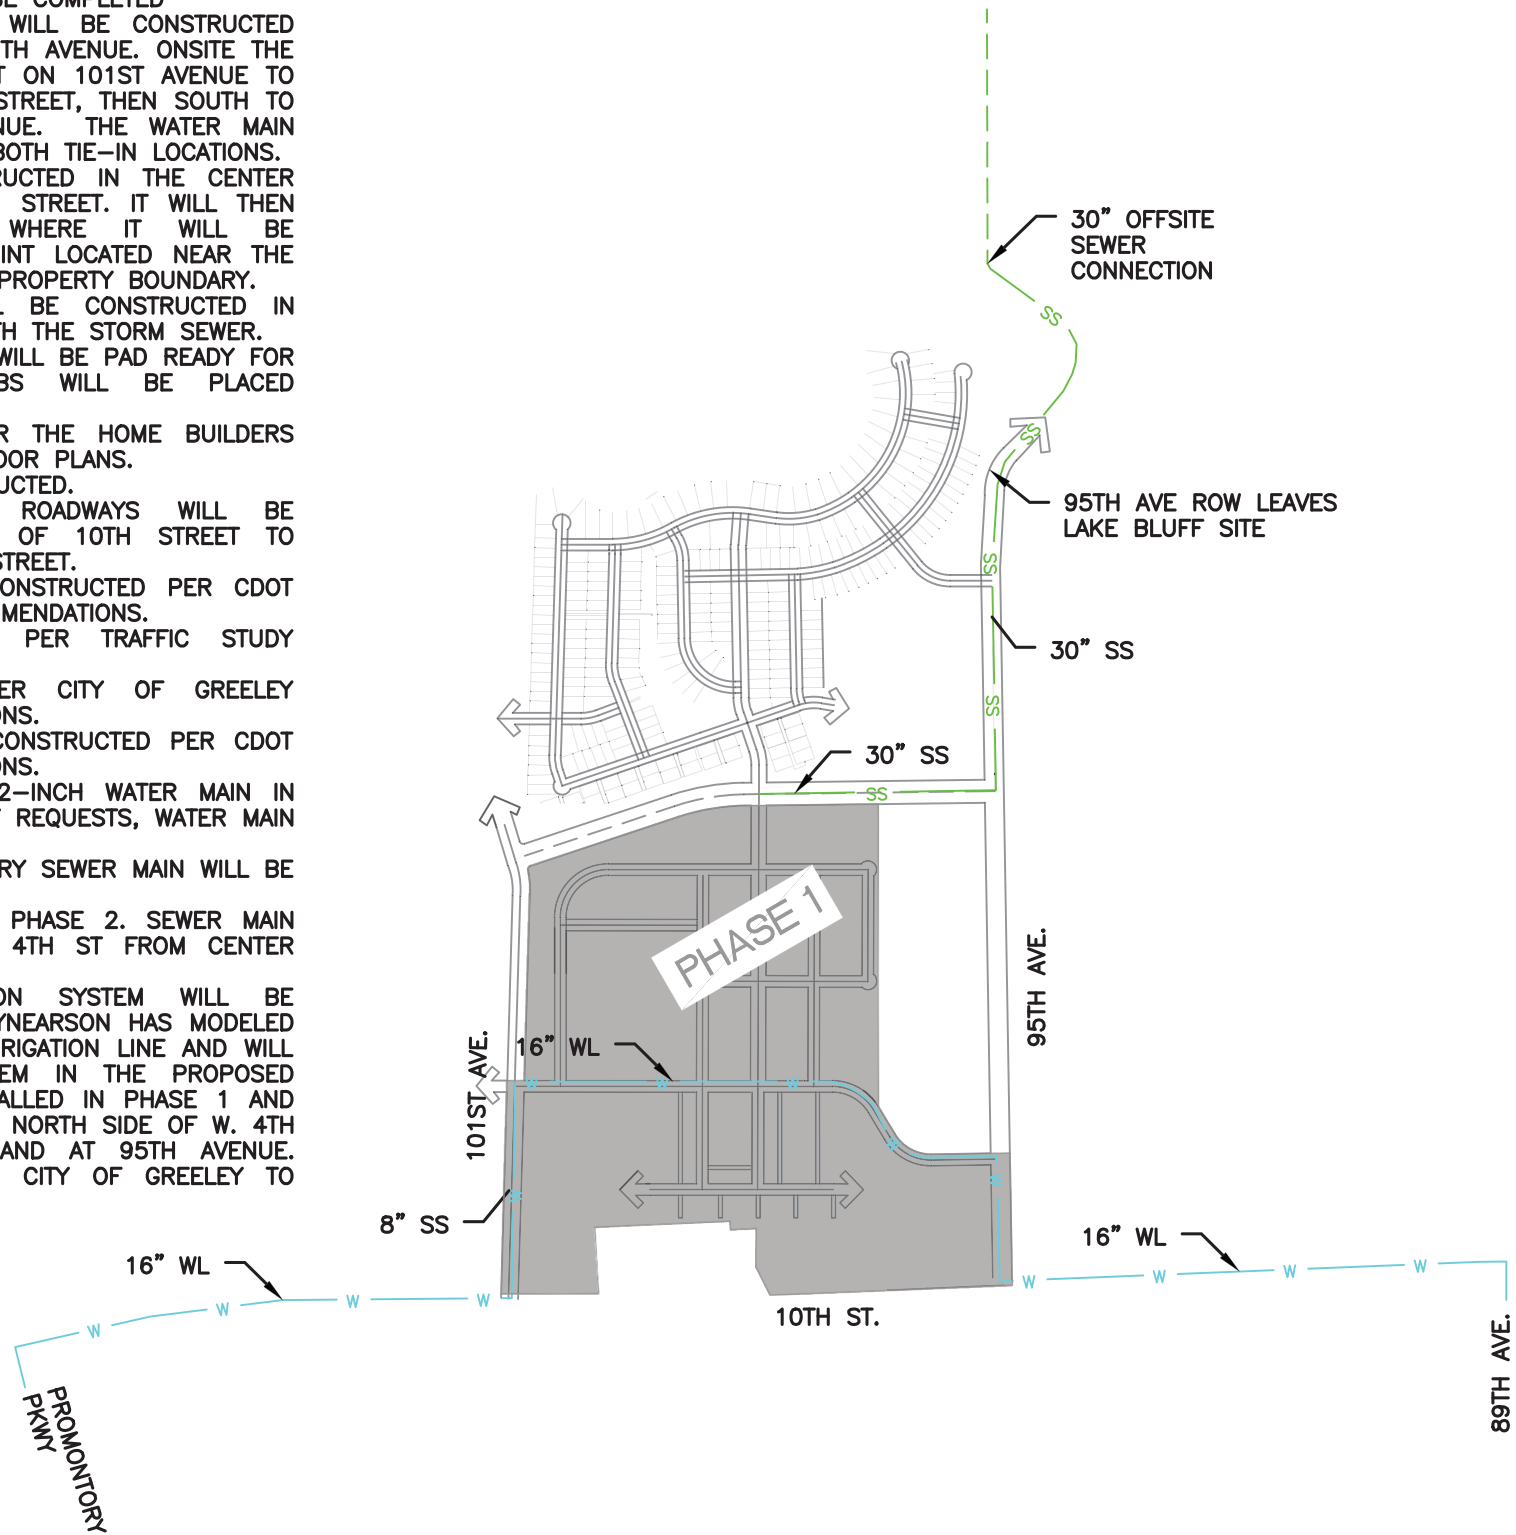 BE COMPLETED
WILL BE CONSTRUCTED
TH AVENUE. ONSITE THE
T ON 101ST AVENUE TO
STREET, THEN SOUTH TO
NUE. THE WATER MAIN
BOTH TIE-IN LOCATIONS.
RUCTED IN THE CENTER
STREET. IT WILL THEN
WHERE IT WILL BE
INT LOCATED NEAR THE
PROPERTY BOUNDARY.
L BE CONSTRUCTED IN
TH THE STORM SEWER.
WILL BE PAD READY FOR
BS WILL BE PLACED
R THE HOME BUILDERS
OOR PLANS.
UCTED.
ROADWAYS WILL BE
OF 10TH STREET TO
STREET.
CONSTRUCTED PER CDOT
MENDATIONS.
PER TRAFFIC STUDY
ER CITY OF GREELEY
ONS.
CONSTRUCTED PER CDOT
ONS.
2-INCH WATER MAIN IN
Y REQUESTS, WATER MAIN
RY SEWER MAIN WILL BE
PHASE 2. SEWER MAIN
4TH ST FROM CENTER
ON SYSTEM WILL BE
YNEARSON HAS MODELED
RRIGATION LINE AND WILL
EM IN THE PROPOSED
ALLED IN PHASE 1 AND
NORTH SIDE OF W. 4TH
AND AT 95TH AVENUE.
CITY OF GREELEY TO
30" OFFSITE
SEWER
CONNECTION
SS
SS
95TH AVE ROW LEAVES
LAKE BLUFF SITE
SS
30" SS
SS
30" SS
SS
PHASE 1
95TH AVE.
101ST AVE.
16" WL
W
W
W
W
W
W
8" SS
16" WL
W
W
W
W
16" WL
W
W
W
W
10TH ST.
89TH AVE.
PROMONTORY
PKWY